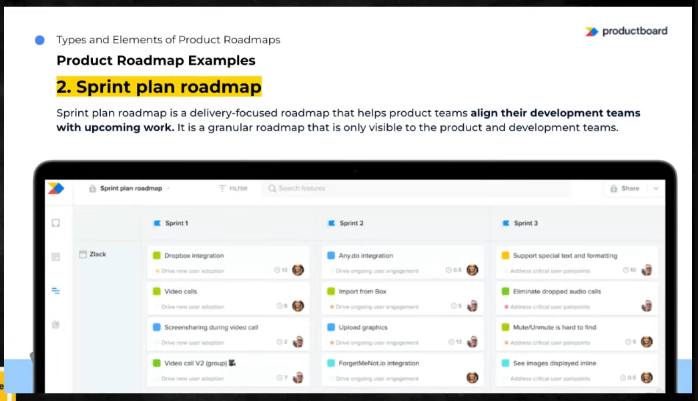 Types and Elements of Product Roadmaps
productboard
Product Roadmap Examples
2. Sprint plan roadmap
Sprint plan roadmap is a delivery-focused roadmap that helps product teams align their development teams
with upcoming work. It is a granular roadmap that is only visible to the product and development teams.
Sprint plan roadmap
FILTER
Search features
Share
Sprint 1
Sprint 2
Sprint 3
Zlack
Dropbox integration
Drive new user adoption
Any.do integration
Drive ongoing user engagement
0.5
Support special text and formatting
Address critical user painpoints
10
Video calls
Drive new user adoption
Import from Box
Drive ongoing user engagement
5
Eliminate dropped audio calls
Address critical user painpoints
Screensharing during video call
Drive new user adoption
2
Upload graphics
Drive ongoing user engagement
Mute/Unmute is hard to find
Address critical user painpoints
Video call V2 (group)
Drive new user adoption
7
ForgetMeNot.io integration
Drive ongoing user engagement
See images displayed inline
Address critical user painpoints
0.5